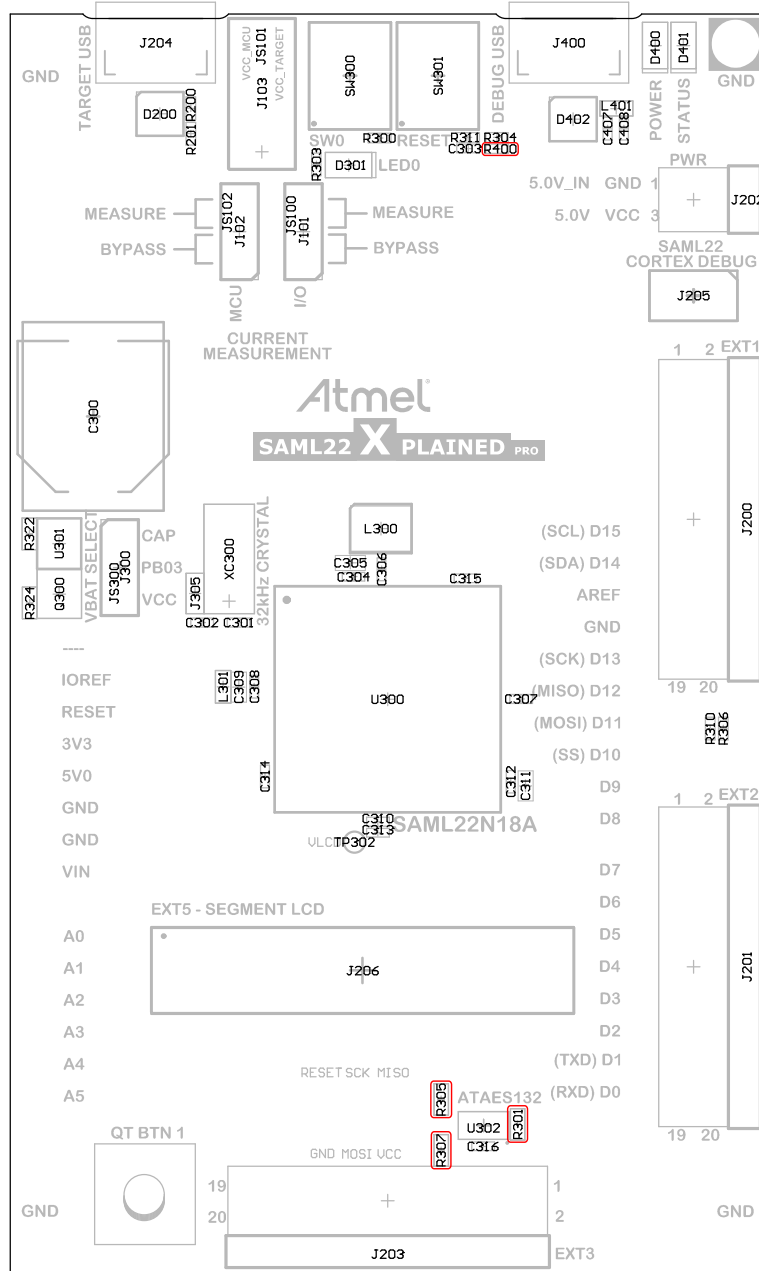 TARGET USB
J204
VCC_MCU
JS101
J103
VCC_TARGET
SW300
SW301
DEBUG USB
J400
D400
D401
GND
GND
POWER
STATUS
D200
R200
R201
SW0
R300
RESET
R311
R304
C303
R400
D402
L401
C407
C408
R303
D301
LED0
PWR
5.0V_IN GND 1
5.0V VCC 3
J202
MEASURE
JS102
J102
JS100
J101
MEASURE
BYPASS
BYPASS
MCU
I/O
SAML22
CORTEX DEBUG
J205
CURRENT
MEASUREMENT
1 2 EXT1
Atmel
SAML22 X PLAINED PRO
C300
J200
R322
U301
VBAT SELECT
CAP
JS300
J300
PB03
VCC
R324
Q300
XC300
J305
32kHz CRYSTAL
C302 C301
L300
C305
C304
C306
C315
(SCL) D15
(SDA) D14
AREF
GND
(SCK) D13
(MISO) D12
(MOSI) D11
(SS) D10
D9
D8
19 20
R310
R306
----
IOREF
RESET
3V3
5V0
GND
GND
VIN
L301
C309
C308
U300
C307
C314
C312
C311
C310
C313
SAML22N18A
TP302
1 2 EXT2
D7
D6
D5
D4
D3
D2
(TXD) D1
(RXD) D0
J201
EXT5 - SEGMENT LCD
J206
A0
A1
A2
A3
A4
A5
RESET SCK MISO
R305
ATAES132
U302
R301
C316
R307
19 20
QT BTN 1
GND MOSI VCC
19
20
1
2
GND
GND
J203
EXT3